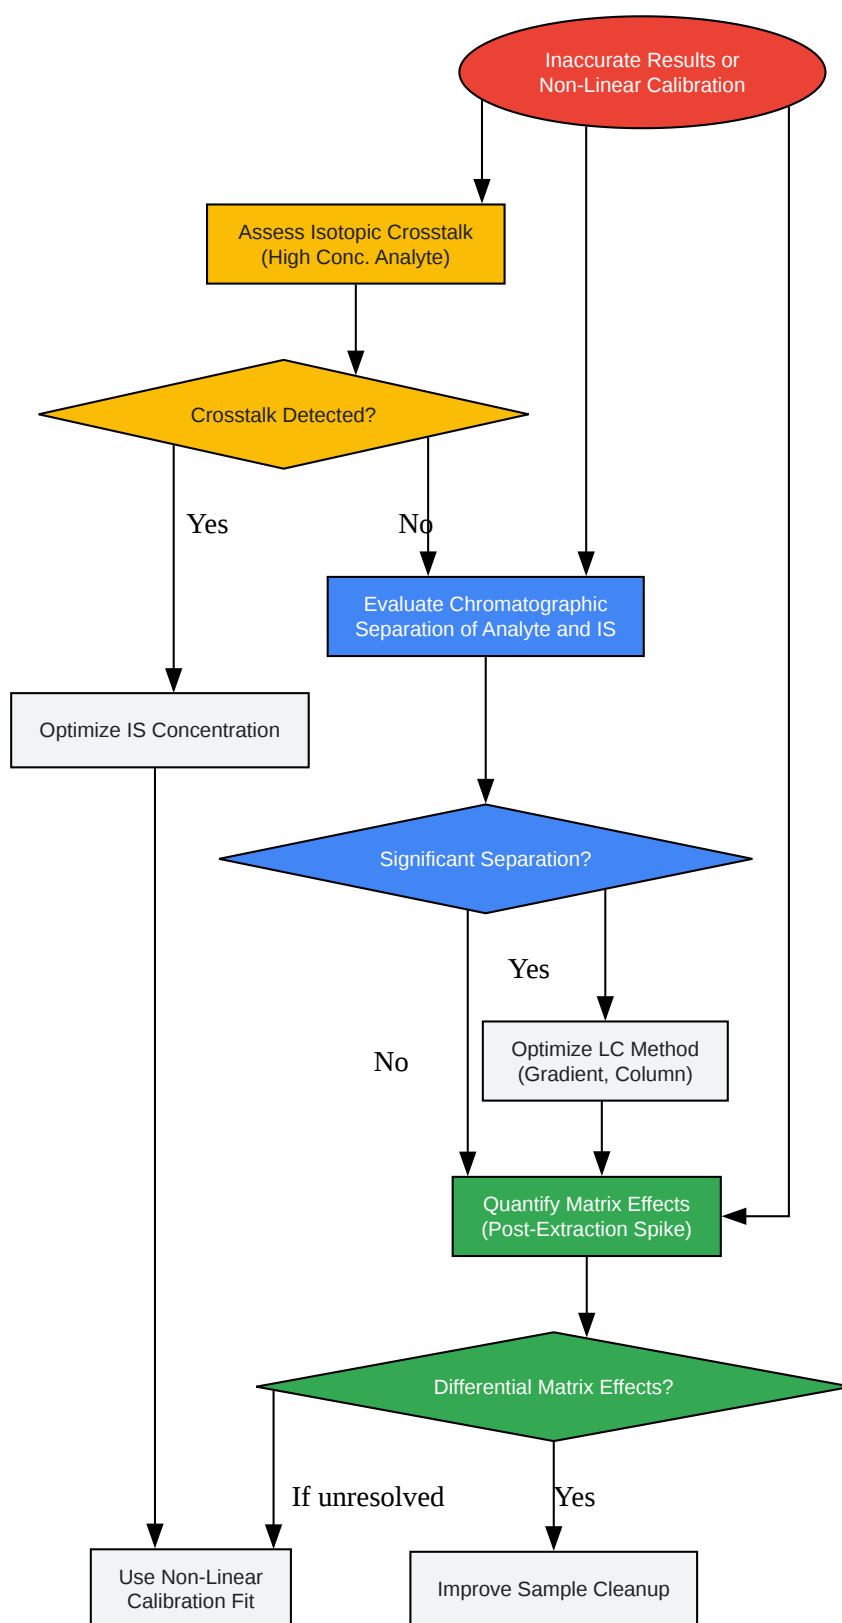 Inaccurate Results or
Non-Linear Calibration
Assess Isotopic Crosstalk
(High Conc. Analyte)
Crosstalk Detected?
Yes
No
Evaluate Chromatographic
Separation of Analyte and IS
Optimize IS Concentration
Significant Separation?
Yes
No
Optimize LC Method
(Gradient, Column)
Quantify Matrix Effects
(Post-Extraction Spike)
Differential Matrix Effects?
If unresolved
Yes
Use Non-Linear
Calibration Fit
Improve Sample Cleanup